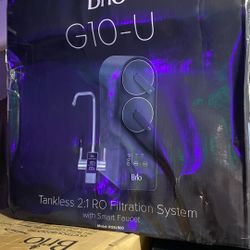 Brio
G10-U
Brio
Tankless 2:1 RO Filtration System
with Smart Faucet
Brio